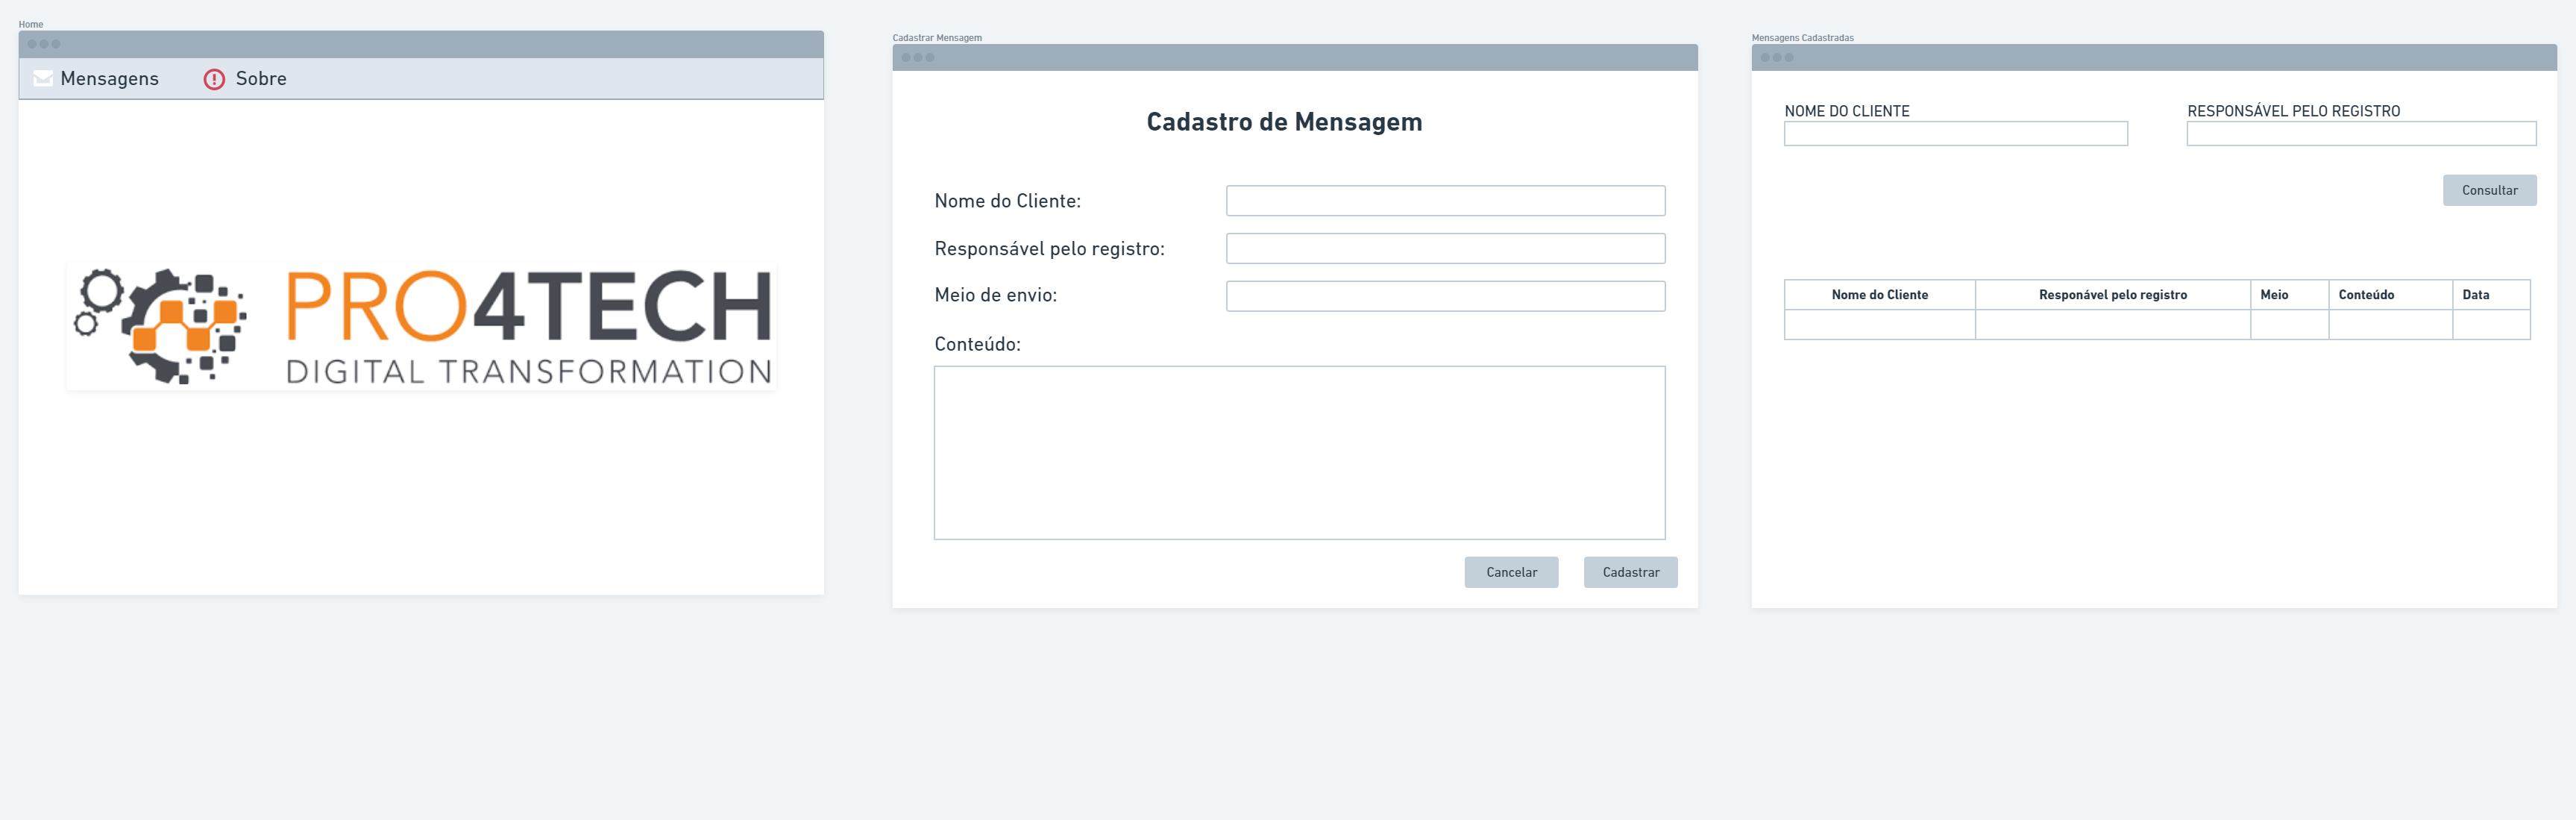 Home
Mensagens
Sobre
PRO4TECH
DIGITAL TRANSFORMATION
Cadastrar Mensagem
Cadastro de Mensagem
Nome do Cliente:
Responsável pelo registro:
Meio de envio:
Conteúdo:
Cancelar
Cadastrar
Mensagens Cadastradas
NOME DO CLIENTE
RESPONSÁVEL PELO REGISTRO
Consultar
Nome do Cliente
Responável pelo registro
Meio
Conteúdo
Data